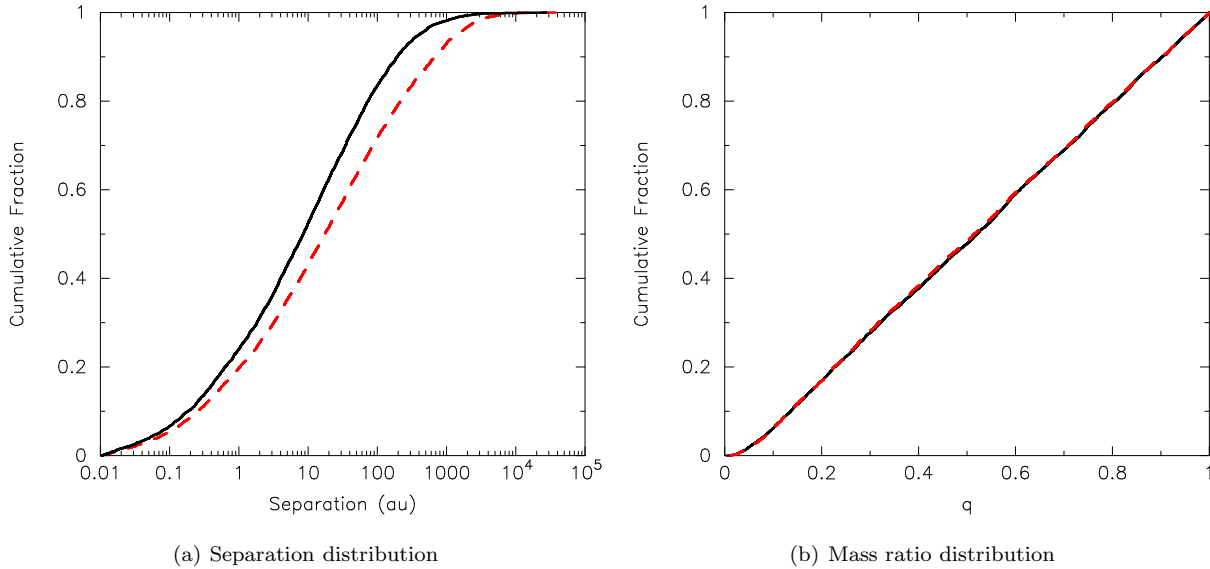 1
0.8
0.6
0.4
0.2
0
Cumulative Fraction
0.01 0.1 1 10 100 1000 10⁴ 10⁵
Separation (au)
(a) Separation distribution
1
0.8
0.6
0.4
0.2
0
Cumulative Fraction
0 0.2 0.4 0.6 0.8 1
q
(b) Mass ratio distribution